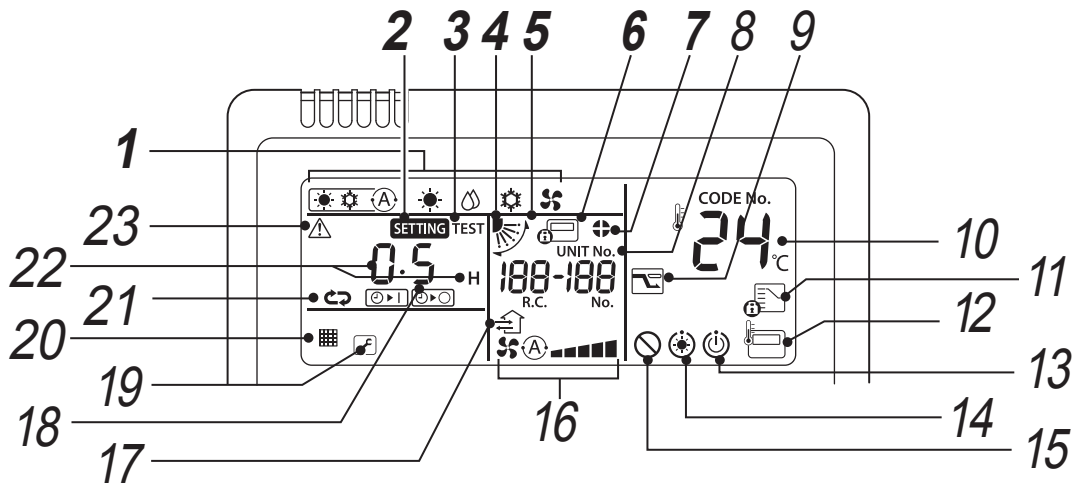 2 3 4 5 6 7 8 9
1
CODE No.
A
23
SETTING TEST
24 °C
10
UNIT No.
22
0.5 H
188-188
11
R.C. No.
21
12
20
A
13
19
18
16
14
17
15